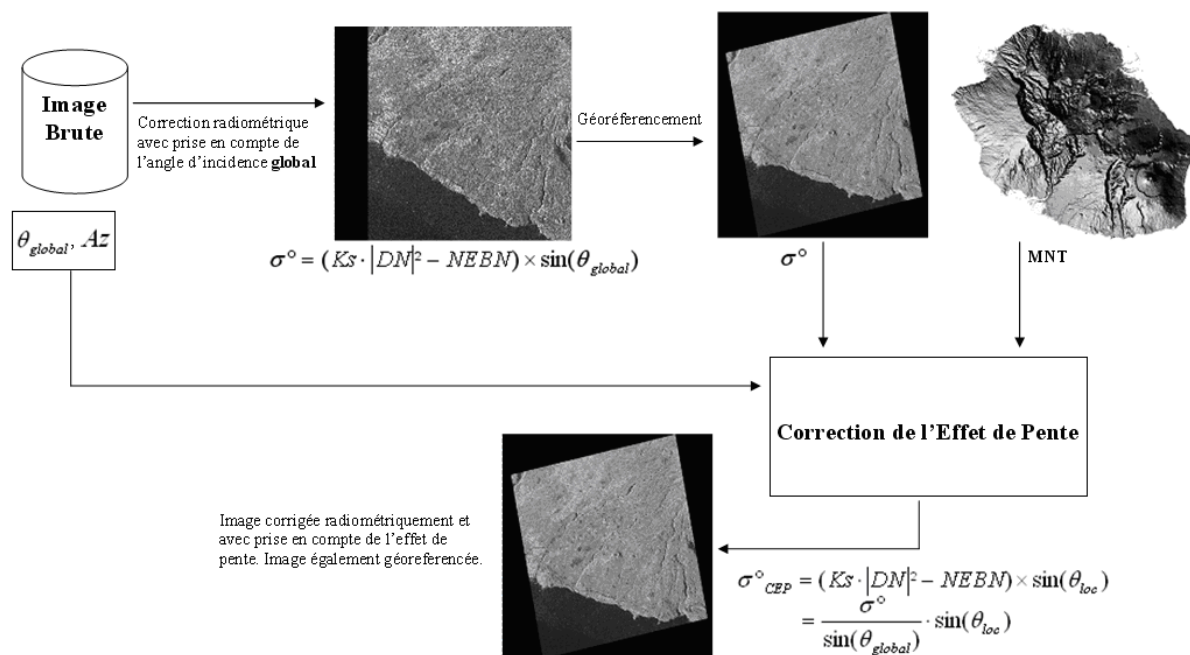 Image
Brute
Correction radiométrique
avec prise en compte de
l'angle d'incidence global
θglobal, Az
σ° = (Ks · |DN|² − NEBN) × sin(θglobal)
Géoréférencement
σ°
MNT
Correction de l'Effet de Pente
Image corrigée radiométriquement et
avec prise en compte de l'effet de
pente. Image également géoreferencée.
σ°CEP = (Ks · |DN|² − NEBN) × sin(θloc)
= σ° / sin(θglobal) · sin(θloc)